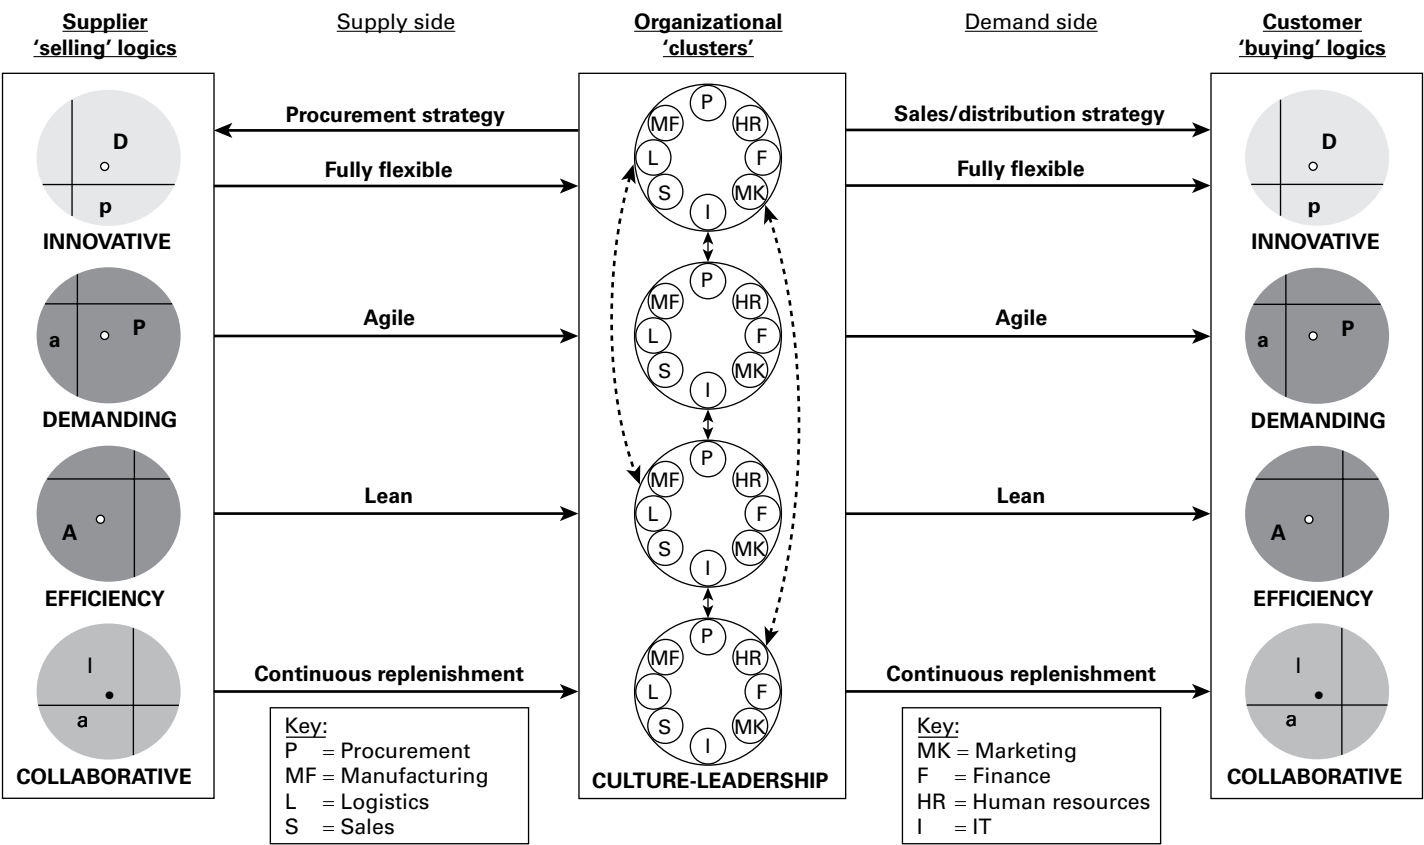 Supplier
‘selling’ logics
Supply side
Organizational
‘clusters’
Demand side
Customer
‘buying’ logics
D
p
INNOVATIVE
a
P
DEMANDING
A
EFFICIENCY
I
a
COLLABORATIVE
Procurement strategy
Fully flexible
Agile
Lean
Continuous replenishment
Key:
P = Procurement
MF = Manufacturing
L = Logistics
S = Sales
P
MF
HR
L
F
S
MK
I
P
MF
HR
L
F
S
MK
I
P
MF
HR
L
F
S
MK
I
P
MF
HR
L
F
S
MK
I
CULTURE-LEADERSHIP
Sales/distribution strategy
Fully flexible
Agile
Lean
Continuous replenishment
Key:
MK = Marketing
F = Finance
HR = Human resources
I = IT
D
p
INNOVATIVE
a
P
DEMANDING
A
EFFICIENCY
I
a
COLLABORATIVE